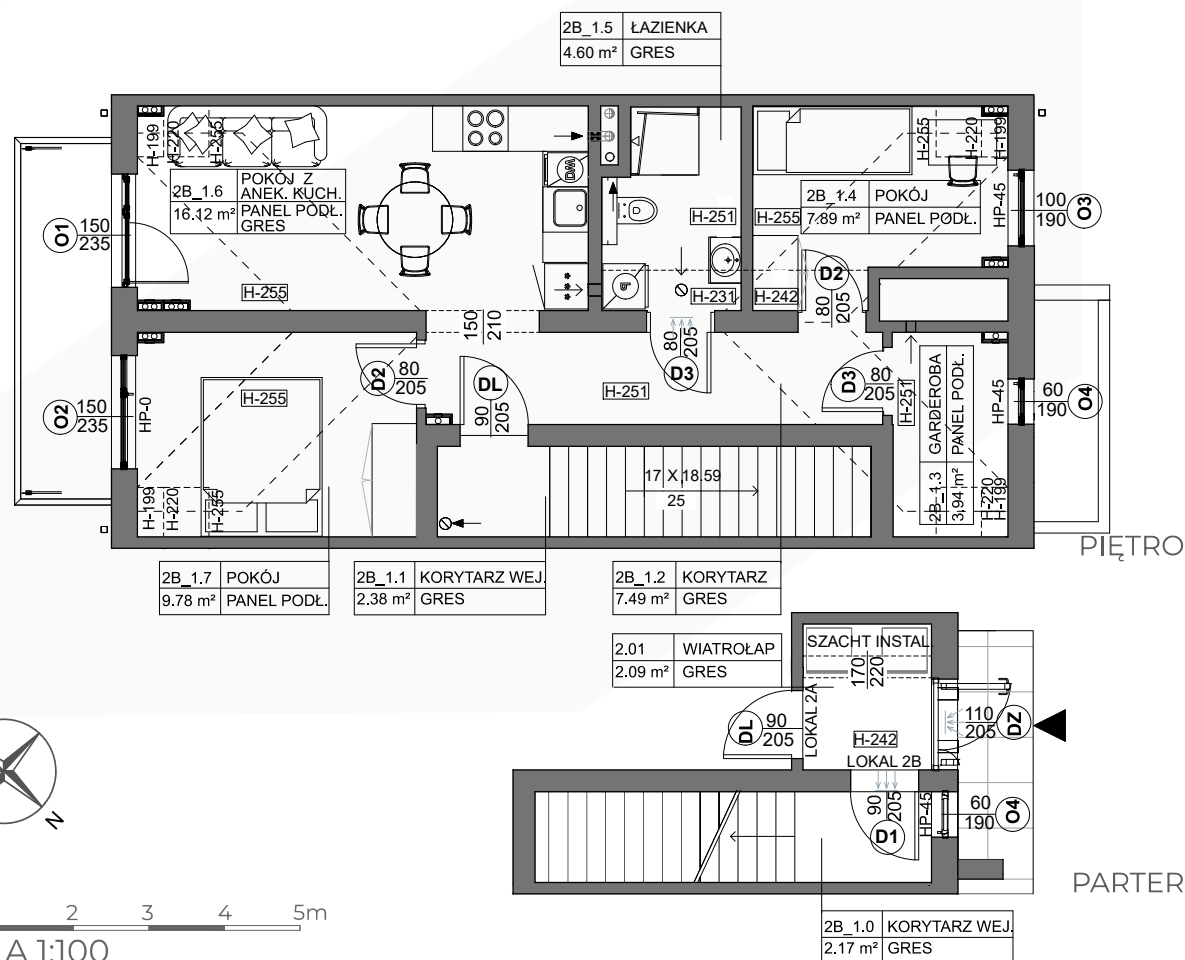 2B_1.5 ŁAZIENKA
4.60 m² GRES
H-199
H-220
H-255
2B_1.6 POKÓJ Z
ANEK. KUCH.
16.12 m² PANEL PODŁ.
GRES
DW
H-251
H-255
H-220
H-199
2B_1.4 POKÓJ
7.89 m² PANEL PODŁ.
H-255
HP-45
100
190
O3
O1
150
235
H-255
P
H-231
H-242
D2
80
205
150
210
80
205
D3
O2
150
235
HP-0
H-255
D2
80
205
DL
90
205
H-251
D3
80
205
H-251
2B_1.3 GARDEROBA
3,94 m² PANEL PODŁ.
HP-45
60
190
O4
H-199
H-220
H-255
17 X 18.59
25
H-220
H-199
PIĘTRO
2B_1.7 POKÓJ
9.78 m² PANEL PODŁ.
2B_1.1 KORYTARZ WEJ.
2.38 m² GRES
2B_1.2 KORYTARZ
7.49 m² GRES
2.01 WIATROŁAP
2.09 m² GRES
SZACHT INSTAL.
170
220
LOKAL 2A
DL
90
205
H-242
LOKAL 2B
110
205
DZ
90
205
D1
HP-45
60
190
O4
N
PARTER
2 3 4 5m
A 1:100
2B_1.0 KORYTARZ WEJ.
2.17 m² GRES